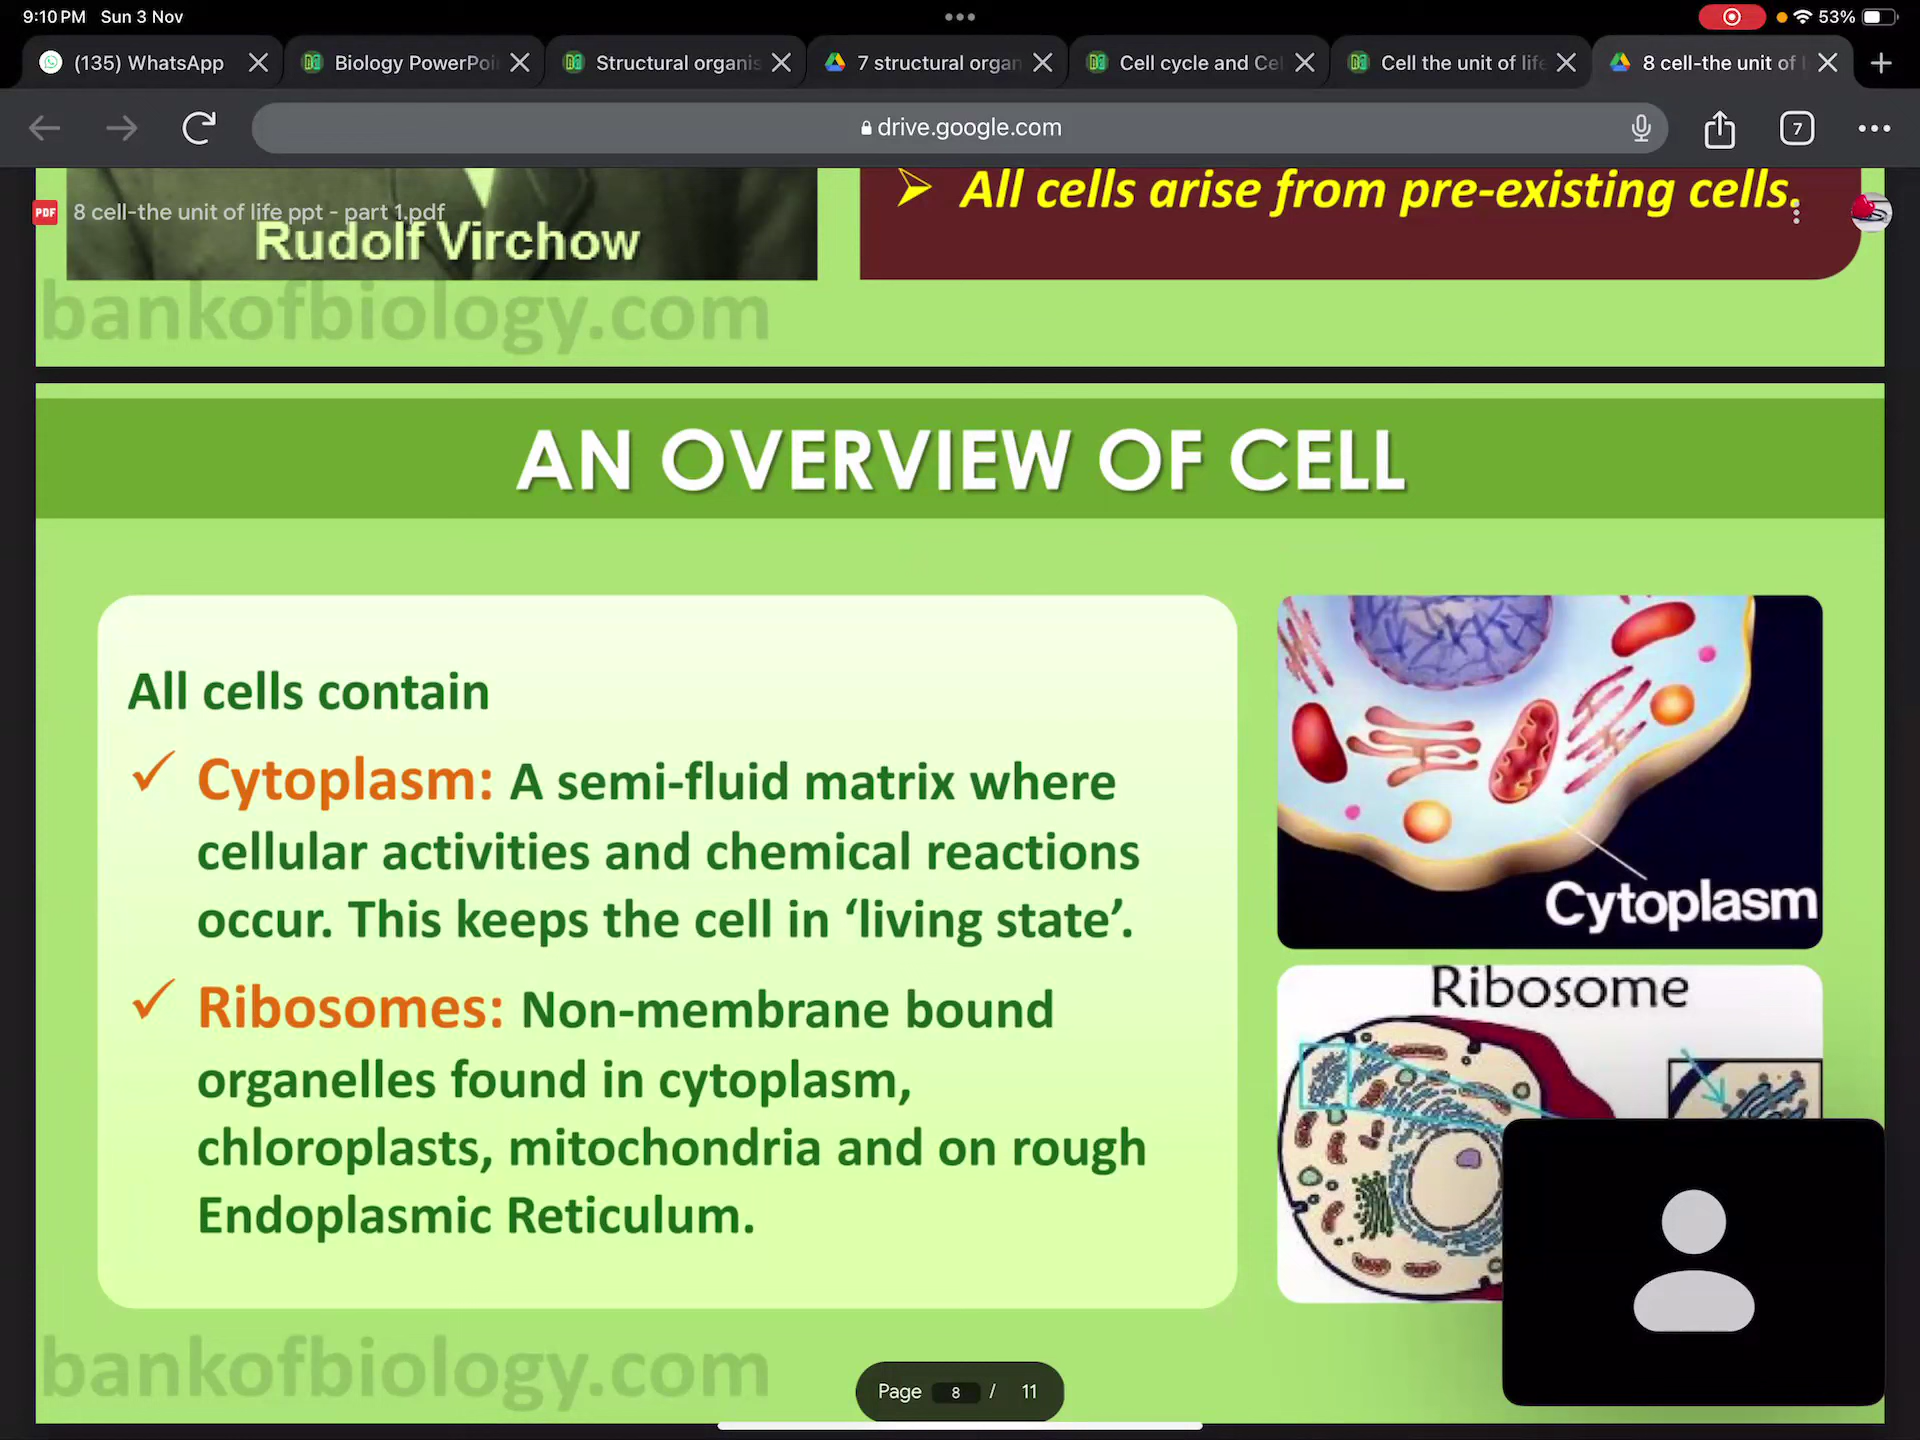 9:10 PM Sun 3 Nov
53%
(135) WhatsApp
Biology PowerPoi
Structural organis
7 structural organ
Cell cycle and Ce
Cell the unit of life
8 cell-the unit of
drive.google.com
7
PDF 8 cell-the unit of life ppt - part 1.pdf
Rudolf Virchow
➢ All cells arise from pre-existing cells.
bankofbiology.com
AN OVERVIEW OF CELL
All cells contain
✓ Cytoplasm: A semi-fluid matrix where
cellular activities and chemical reactions
occur. This keeps the cell in ‘living state’.
✓ Ribosomes: Non-membrane bound
organelles found in cytoplasm,
chloroplasts, mitochondria and on rough
Endoplasmic Reticulum.
Cytoplasm
Ribosome
bankofbiology.com
Page 8 / 11